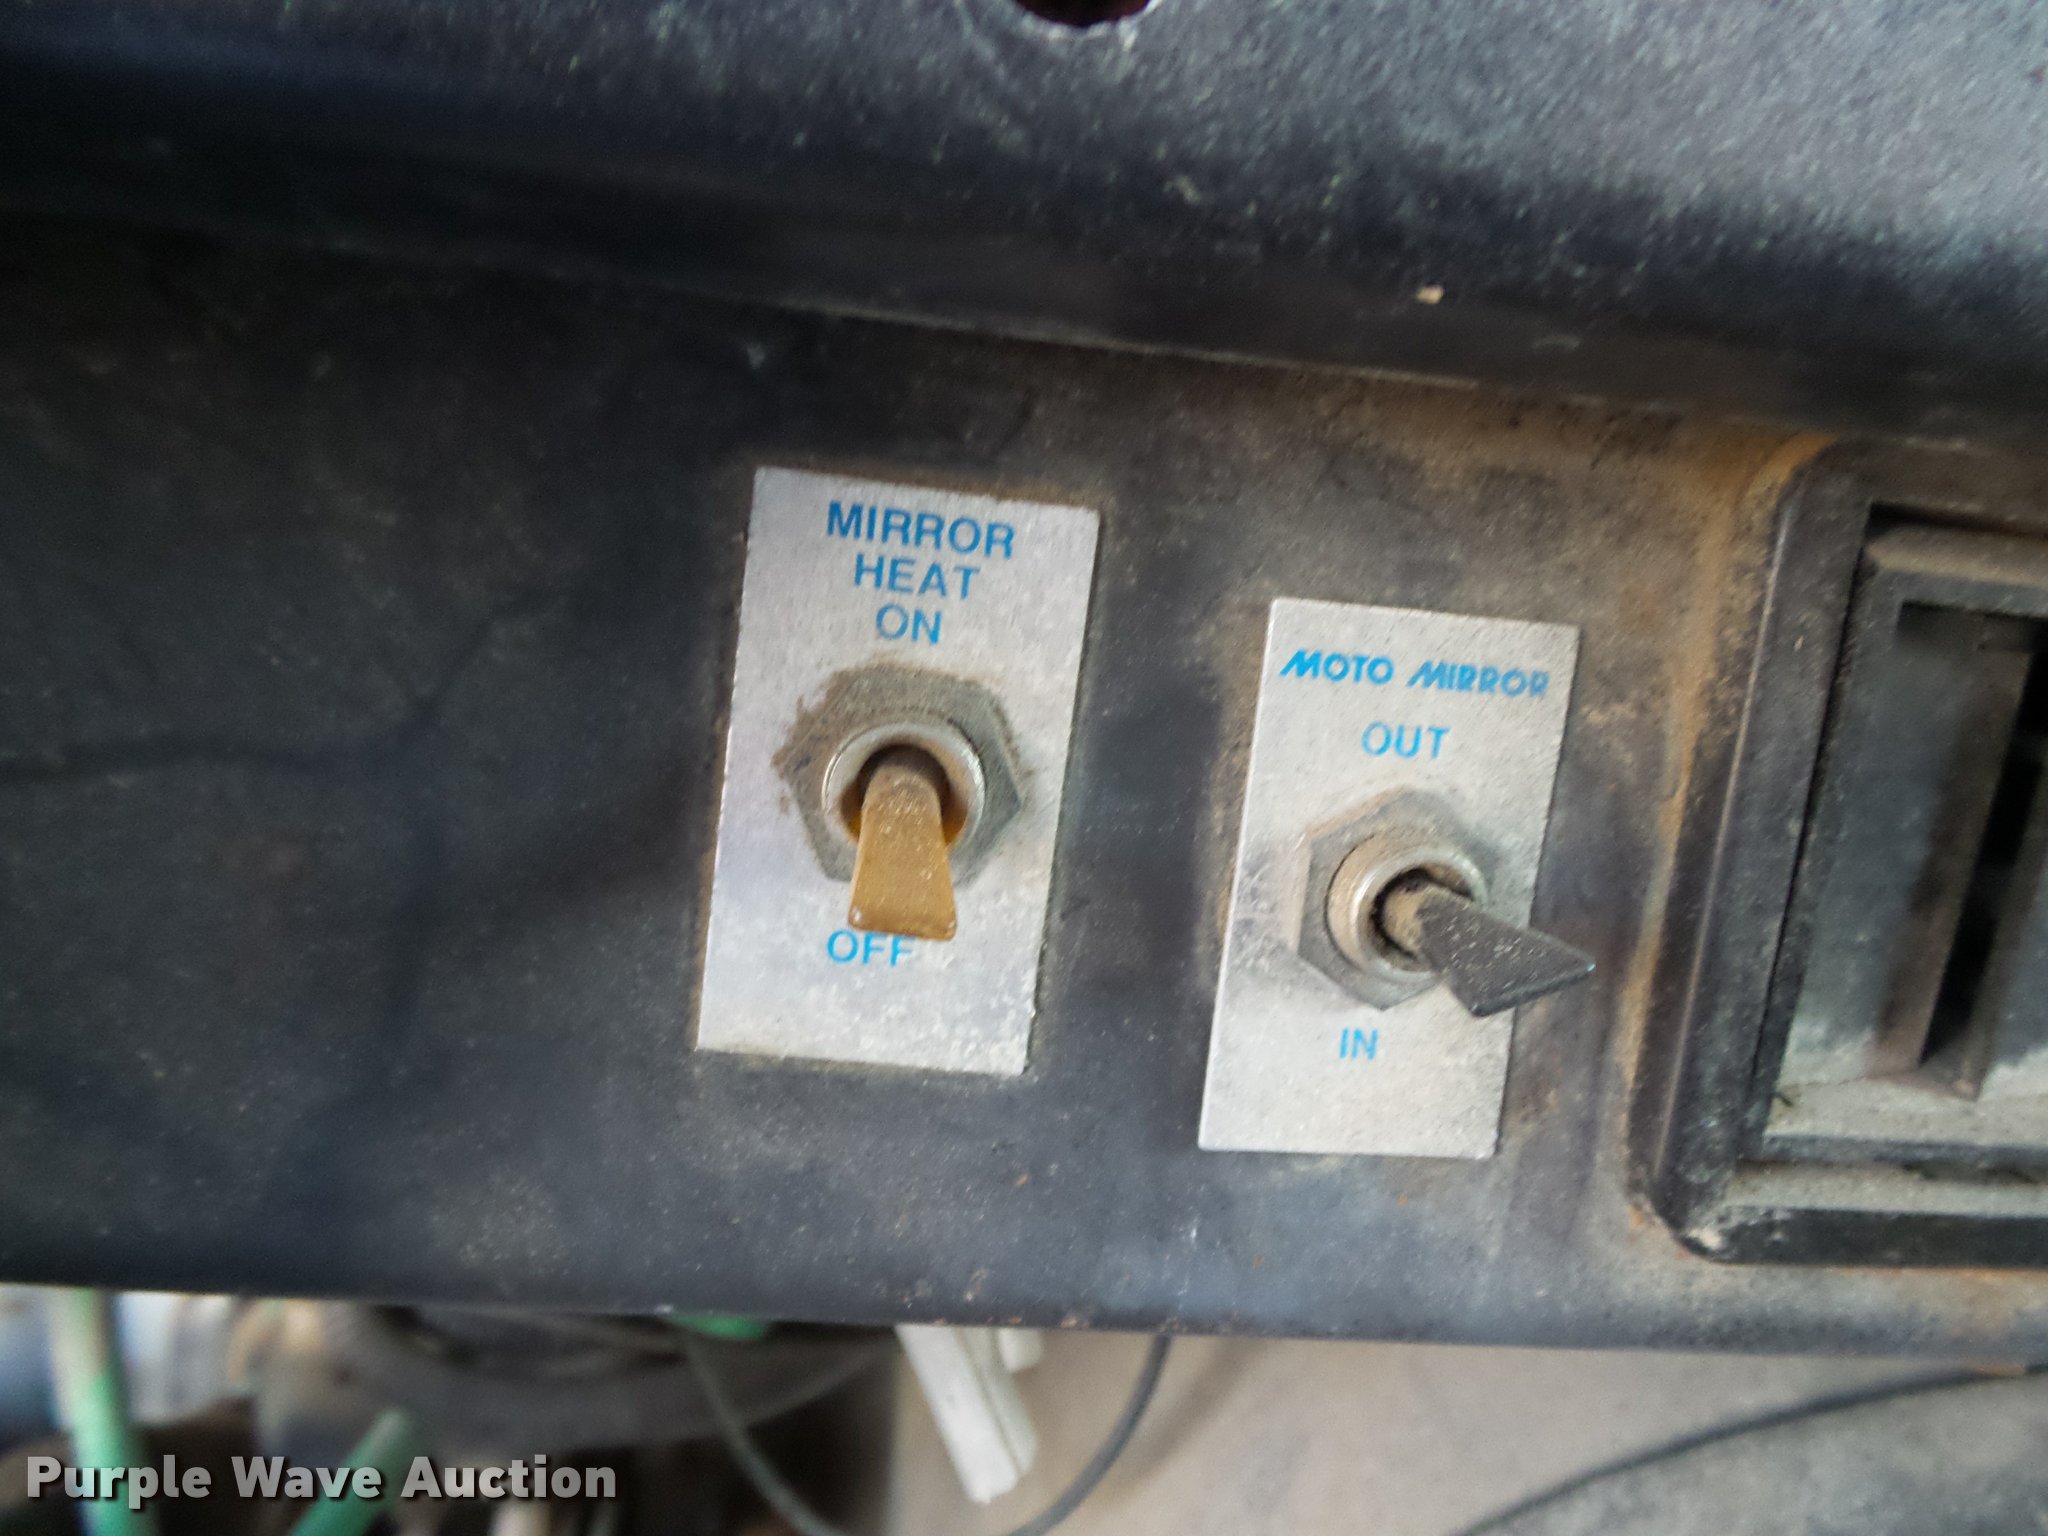 MIRROR
HEAT
ON
OFF
MOTO MIRROR
OUT
IN
Purple Wave Auction